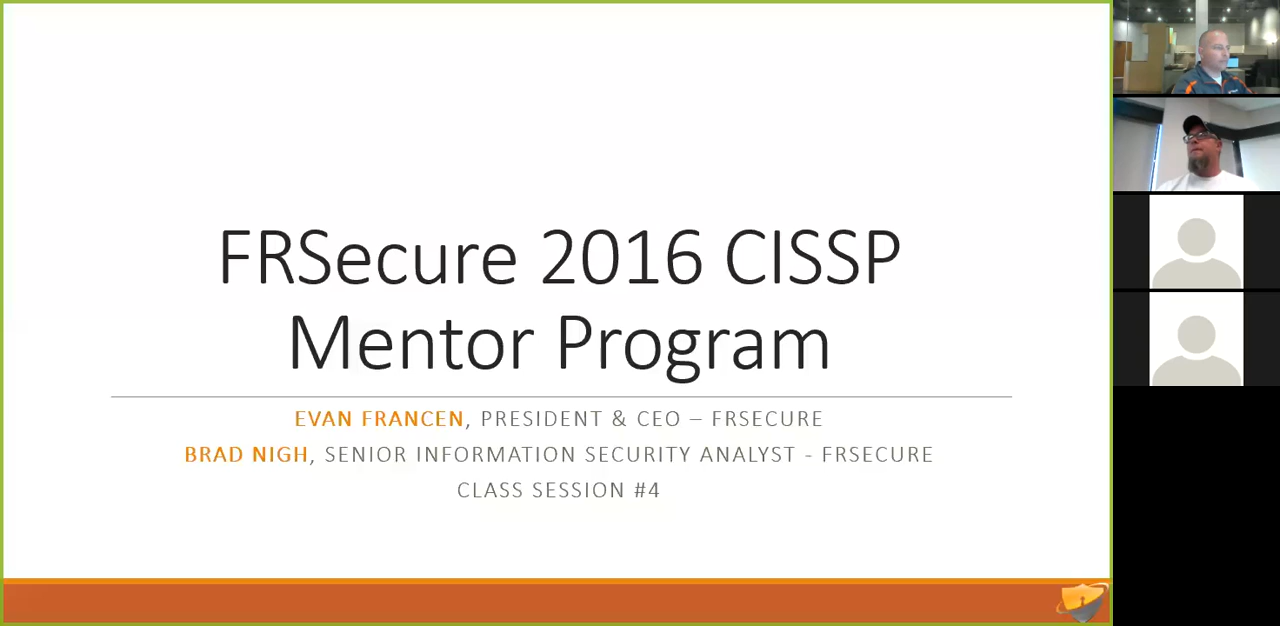 FRSecure 2016 CISSP
Mentor Program
EVAN FRANCEN, PRESIDENT & CEO – FRSECURE
BRAD NIGH, SENIOR INFORMATION SECURITY ANALYST - FRSECURE
CLASS SESSION #4